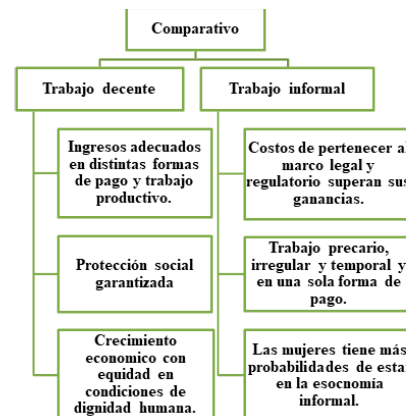 Comparativo
Trabajo decente
Trabajo informal
Ingresos adecuados
en distintas formas
de pago y trabajo
productivo.
Costos de pertenecer al
marco legal y
regulatorio superan sus
ganancias.
Protección social
garantizada
Trabajo precario,
irregular y temporal y
en una sola forma de
pago.
Crecimiento
economico con
equidad en
condiciones de
dignidad humana.
Las mujeres tiene más
probabilidades de estar
en la esocnomía
informal.